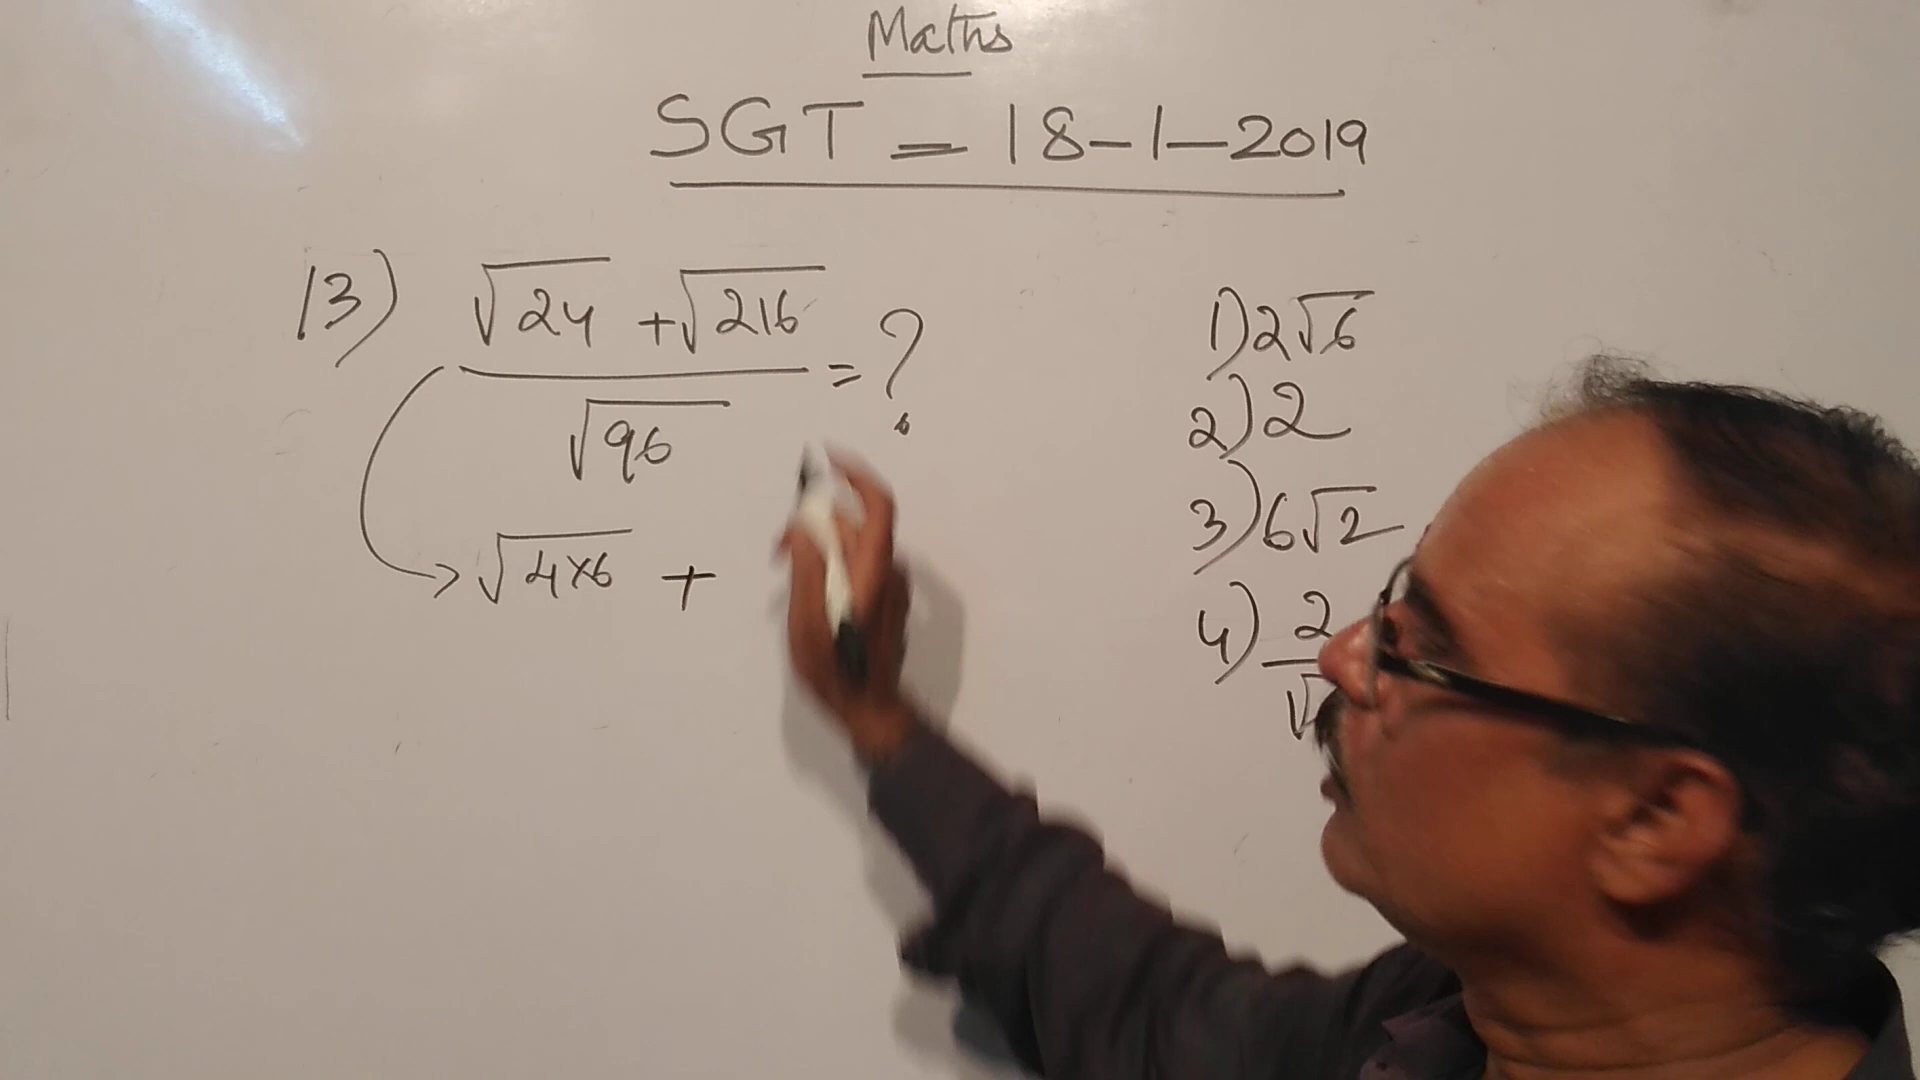 Maths
SGT = 18-1-2019
13) √24 + √216 / √96 = ?
√4×6 +
1) 2√6
2) 2
3) 6√2
4) 2/√